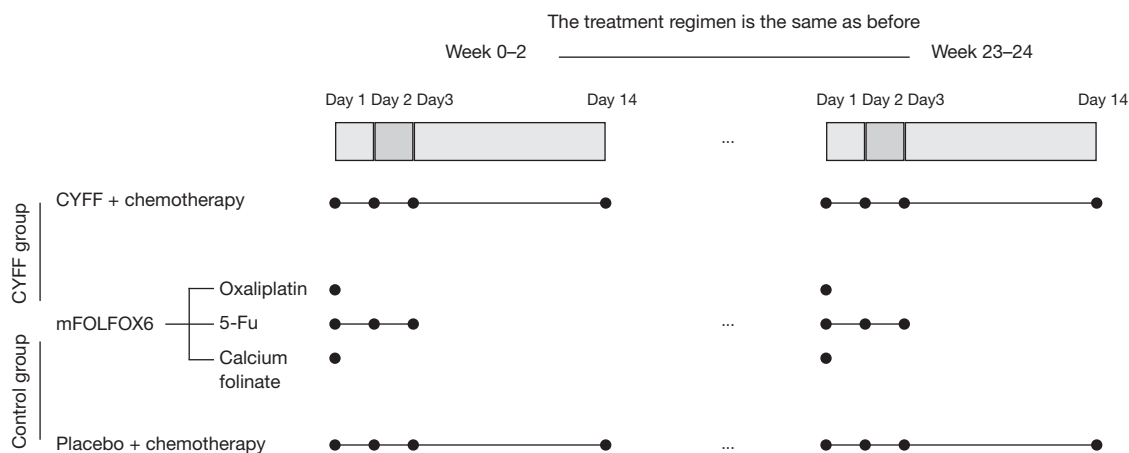 The treatment regimen is the same as before
Week 0–2
Week 23–24
Day 1 Day 2 Day3
Day 14
Day 1 Day 2 Day3
Day 14
...
CYFF group
CYFF + chemotherapy
Oxaliplatin
mFOLFOX6
5-Fu
...
Calcium
folinate
Control group
Placebo + chemotherapy
...